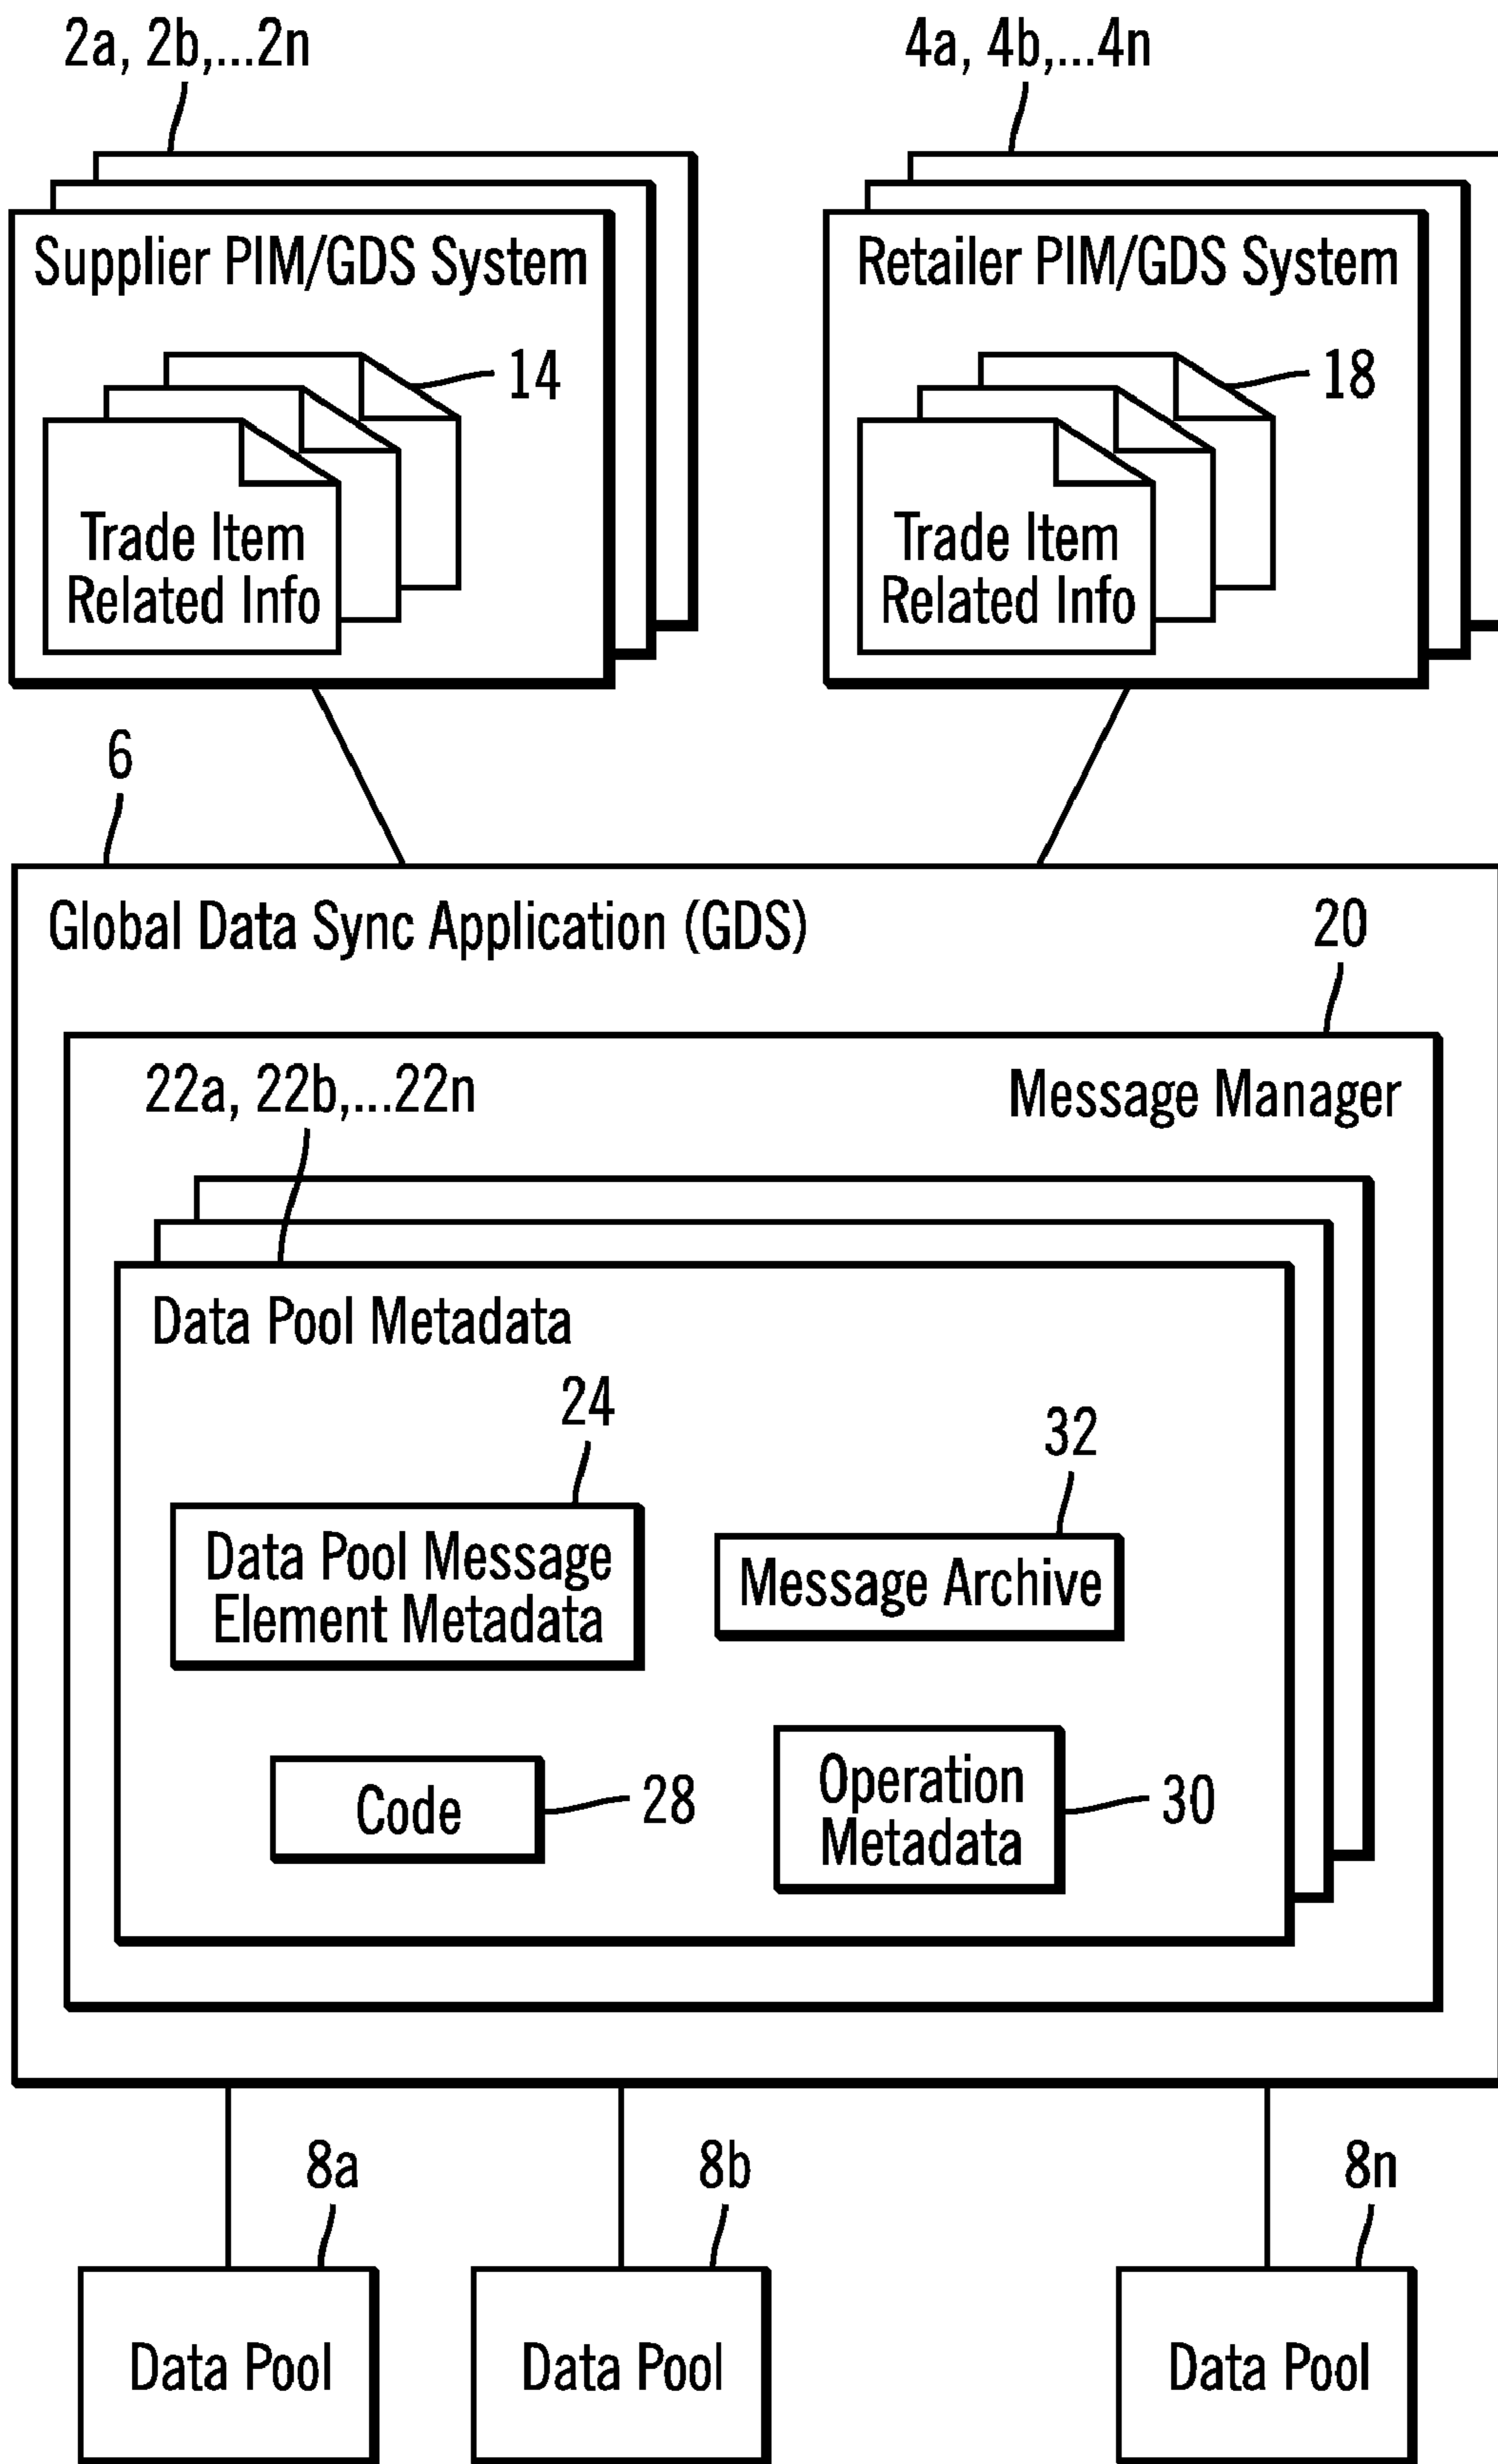 2a, 2b,...2n
4a, 4b,...4n
Supplier PIM/GDS System
Retailer PIM/GDS System
14
18
Trade Item
Related Info
Trade Item
Related Info
6
Global Data Sync Application (GDS)
20
22a, 22b,...22n
Message Manager
Data Pool Metadata
24
32
Data Pool Message
Element Metadata
Message Archive
Code
28
Operation
Metadata
30
8a
8b
8n
Data Pool
Data Pool
Data Pool